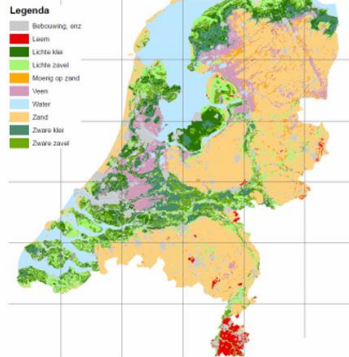 Legenda
Bebouwing, enz
Leem
Lichte klei
Lichte zavel
Moerig op zand
Veen
Water
Zand
Zware klei
Zware zavel